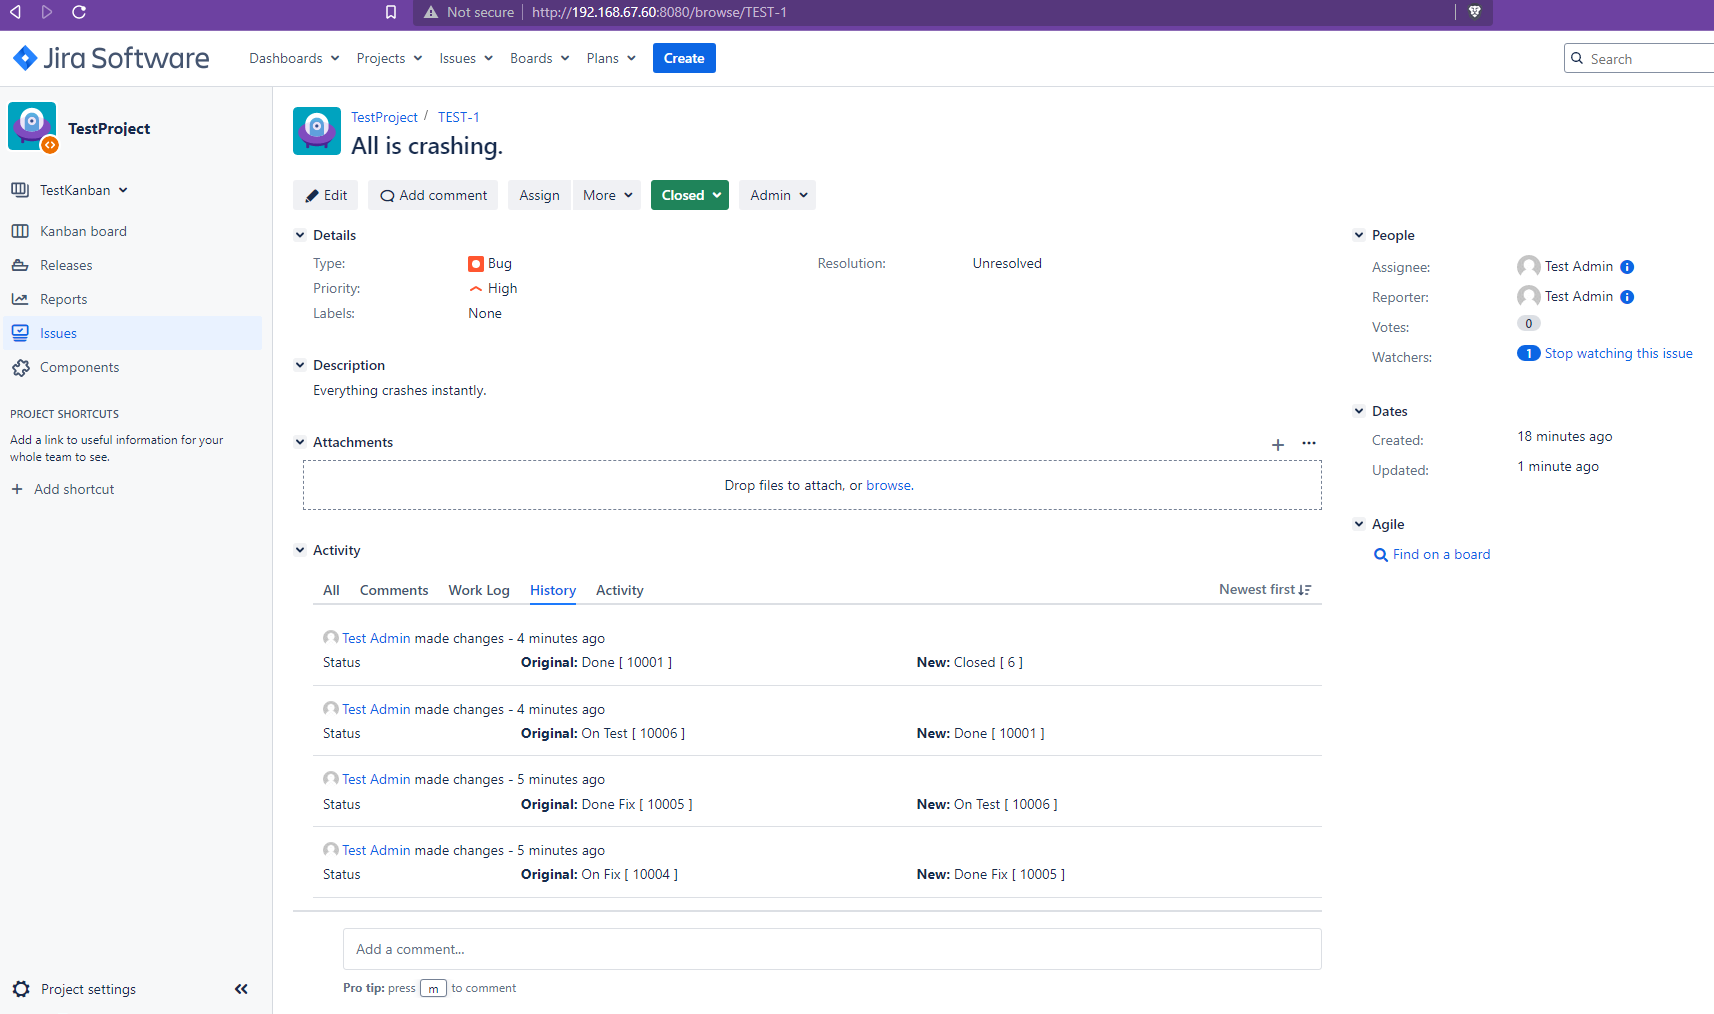 Not secure http://192.168.67.60:8080/browse/TEST-1
Jira Software Dashboards Projects Issues Boards Plans Create Search
TestProject
TestKanban
Kanban board
Releases
Reports
Issues
Components
PROJECT SHORTCUTS
Add a link to useful information for your
whole team to see.
+ Add shortcut
Project settings
TestProject / TEST-1
All is crashing.
Edit Add comment Assign More Closed Admin
Details
Type: Bug Resolution: Unresolved
Priority: High
Labels: None
Description
Everything crashes instantly.
Attachments
Drop files to attach, or browse.
Activity
All Comments Work Log History Activity Newest first
Test Admin made changes - 4 minutes ago
Status Original: Done [ 10001 ] New: Closed [ 6 ]
Test Admin made changes - 4 minutes ago
Status Original: On Test [ 10006 ] New: Done [ 10001 ]
Test Admin made changes - 5 minutes ago
Status Original: Done Fix [ 10005 ] New: On Test [ 10006 ]
Test Admin made changes - 5 minutes ago
Status Original: On Fix [ 10004 ] New: Done Fix [ 10005 ]
Add a comment...
Pro tip: press m to comment
People
Assignee: Test Admin
Reporter: Test Admin
Votes: 0
Watchers: 1 Stop watching this issue
Dates
Created: 18 minutes ago
Updated: 1 minute ago
Agile
Find on a board